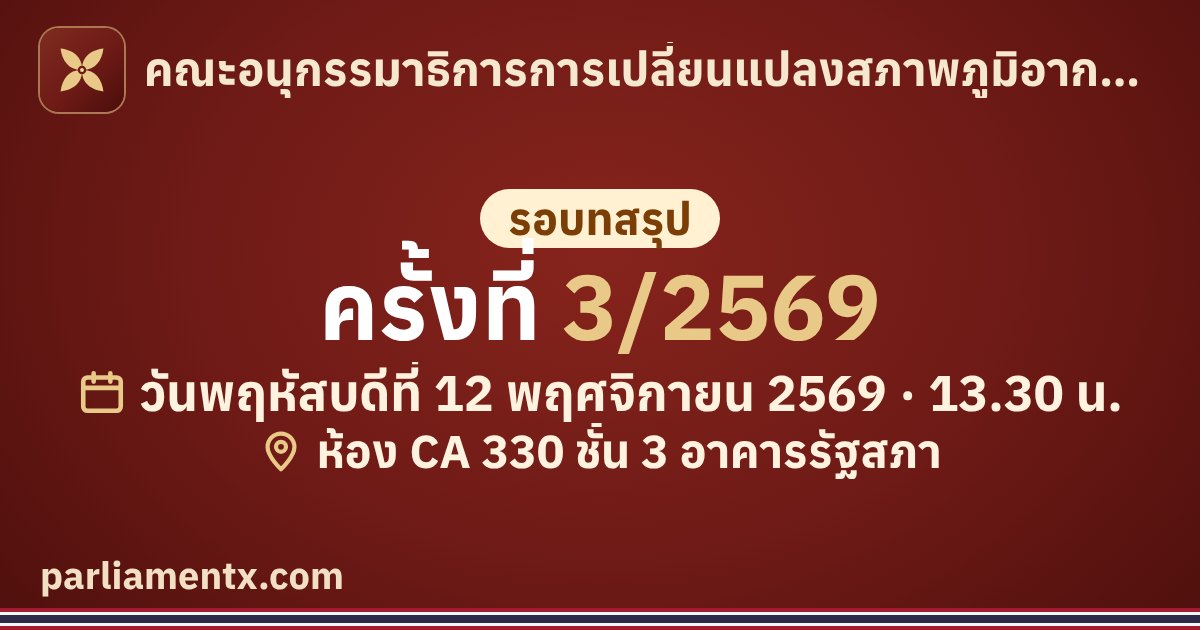 คณะอนุกรรมาธิการการเปลี่ยนแปลงสภาพภูมิอาก...
รอบทสรุป
ครั้งที่ 3/2569
วันพฤหัสบดีที่ 12 พฤศจิกายน 2569 · 13.30 น.
ห้อง CA 330 ชั้น 3 อาคารรัฐสภา
parliamentx.com